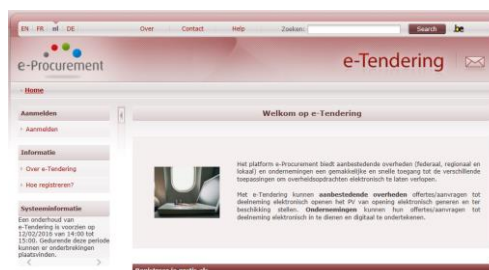 EN FR nl DE Over Contact Help Zoeken: Search .be
e-Procurement
e-Tendering
Home
Aanmelden
Aanmelden
Informatie
Over e-Tendering
Hoe registreren?
Systeeminformatie
Een onderhoud van
e-Tendering is voorzien op
12/02/2016 van 14:00 tot
15:00. Gedurende deze periode
kunnen er onderbrekingen
plaatsvinden.
Welkom op e-Tendering
Het platform e-Procurement biedt aanbestedende overheden (federaal, regionaal en
lokaal) en ondernemingen een gemakkelijke en snelle toegang tot de verschillende
toepassingen om overheidsopdrachten elektronisch te laten verlopen.
Met e-Tendering kunnen aanbestedende overheden offertes/aanvragen tot
deelneming elektronisch openen het PV van opening elektronisch generen en ter
beschikking stellen. Ondernemingen kunnen hun offertes/aanvragen tot
deelneming elektronisch in te dienen en digitaal te ondertekenen.